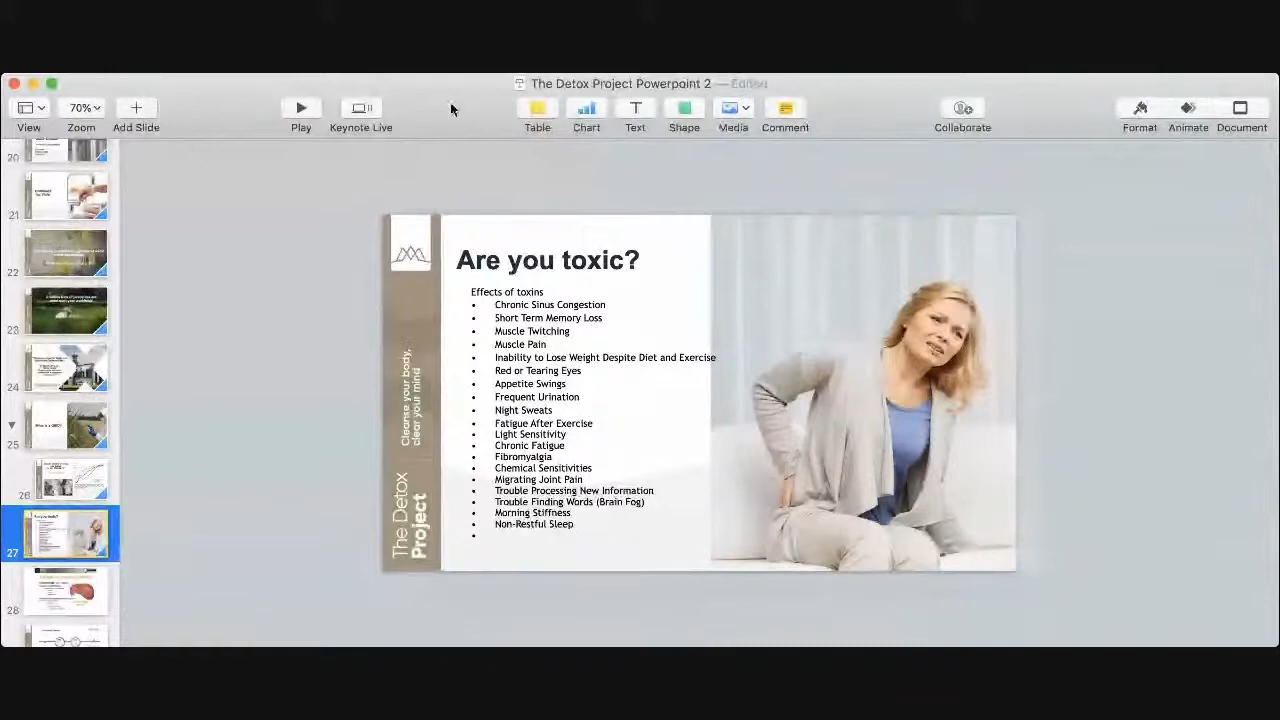 The Detox Project Powerpoint 2 — Edited
70%
View
Zoom
Add Slide
Play
Keynote Live
Table
Chart
Text
Shape
Media
Comment
Collaborate
Format
Animate
Document
20
21
22
23
24
25
26
27
28
Are you toxic?
Effects of toxins
• Chronic Sinus Congestion
• Short Term Memory Loss
• Muscle Twitching
• Muscle Pain
• Inability to Lose Weight Despite Diet and Exercise
• Red or Tearing Eyes
• Appetite Swings
• Frequent Urination
• Night Sweats
• Fatigue After Exercise
• Light Sensitivity
• Chronic Fatigue
• Fibromyalgia
• Chemical Sensitivities
• Migrating Joint Pain
• Trouble Processing New Information
• Trouble Finding Words (Brain Fog)
• Morning Stiffness
• Non-Restful Sleep
•
Cleanse your body,
clear your mind
The Detox
Project